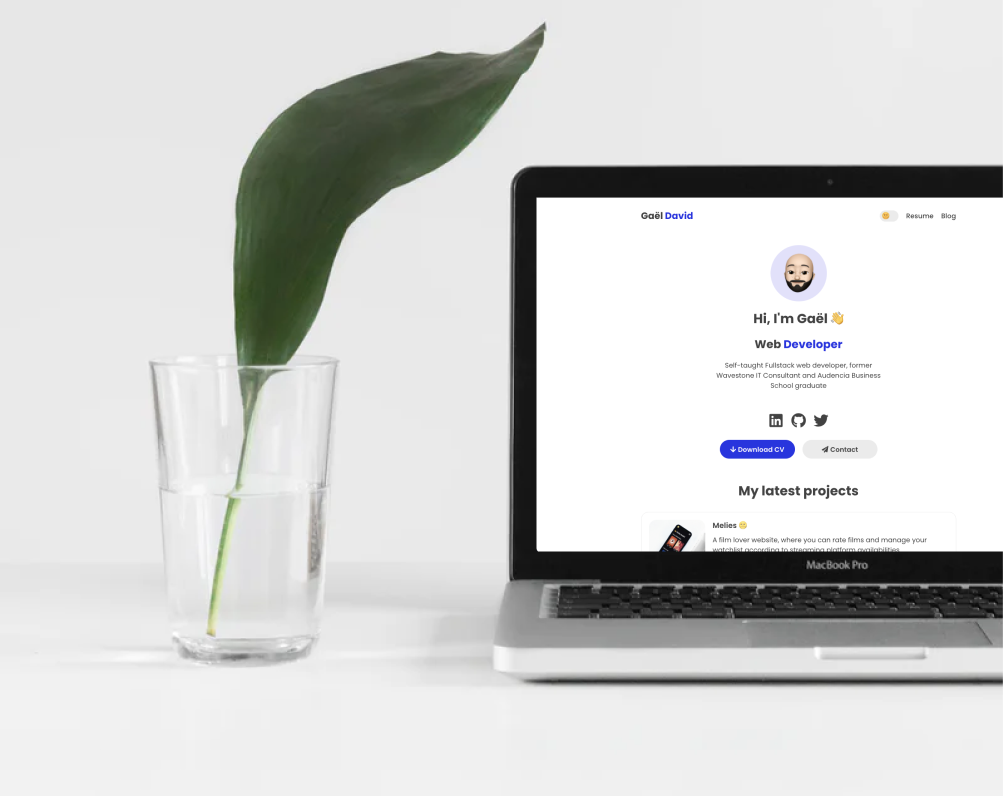 Gaël David
Resume Blog
Hi, I'm Gaël 👋
Web Developer
Self-taught Fullstack web developer, former
Wavestone IT Consultant and Audencia Business
School graduate
Download CV
Contact
My latest projects
Melies
A film lover website, where you can rate films and manage your
watchlist according to streaming platform availabilities
MacBook Pro